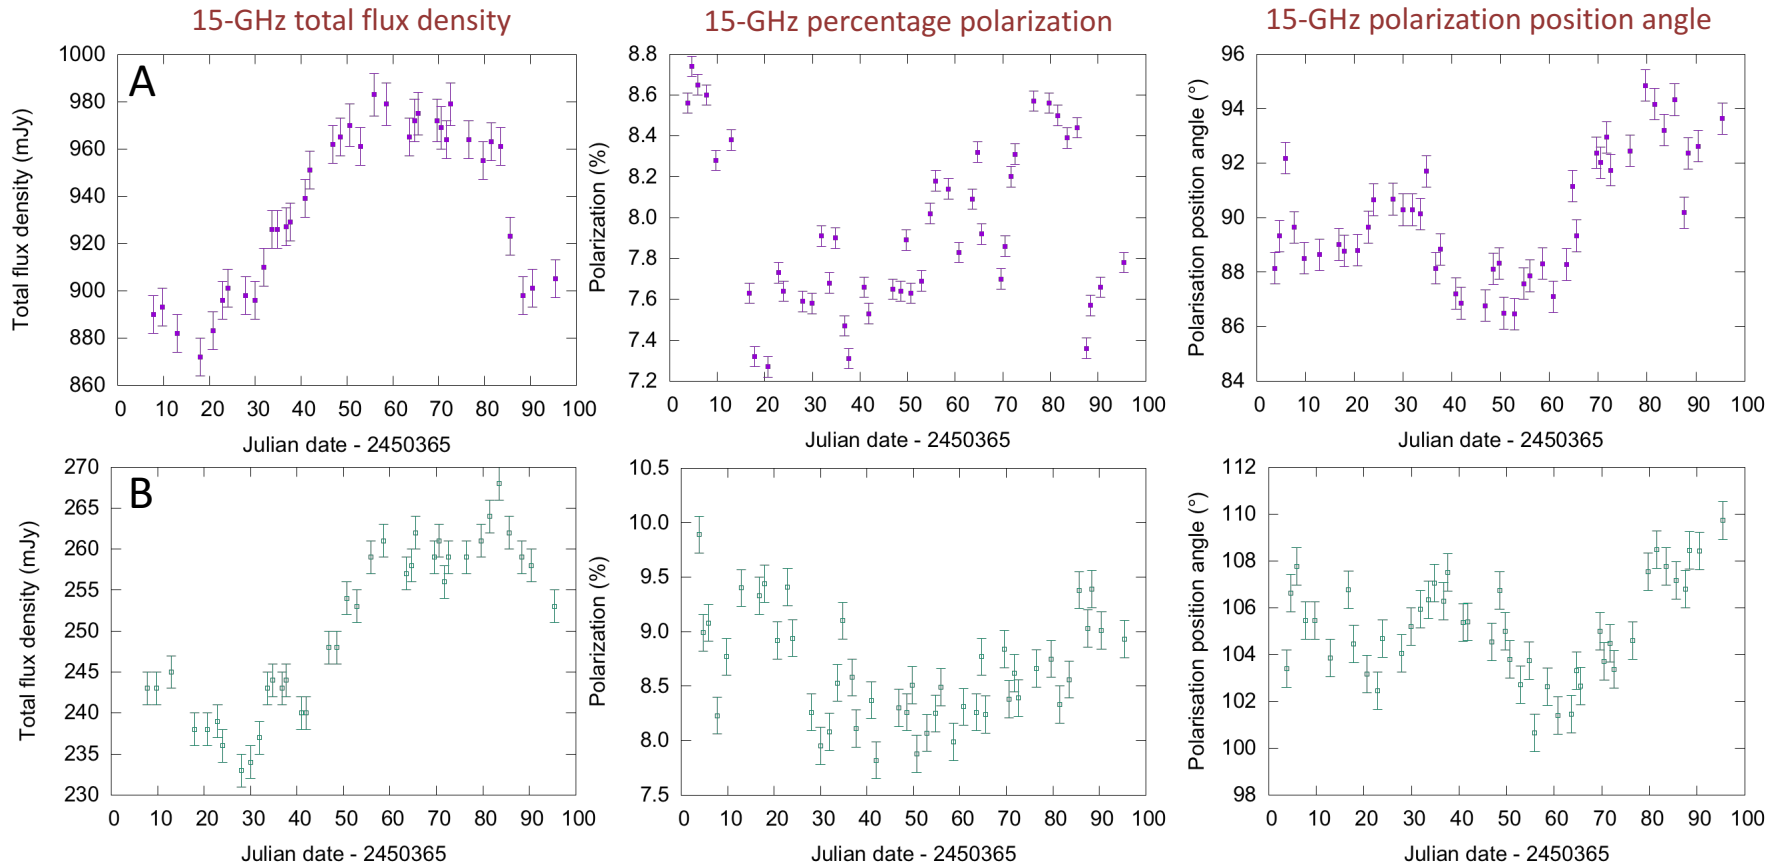 15-GHz total flux density
15-GHz percentage polarization
15-GHz polarization position angle
A
Total flux density (mJy)
1000
980
960
940
920
900
880
860
0 10 20 30 40 50 60 70 80 90 100
Julian date - 2450365
Polarization (%)
8.8
8.6
8.4
8.2
8.0
7.8
7.6
7.4
7.2
0 10 20 30 40 50 60 70 80 90 100
Julian date - 2450365
Polarisation position angle (°)
96
94
92
90
88
86
84
0 10 20 30 40 50 60 70 80 90 100
Julian date - 2450365
B
Total flux density (mJy)
270
265
260
255
250
245
240
235
230
0 10 20 30 40 50 60 70 80 90 100
Julian date - 2450365
Polarization (%)
10.5
10.0
9.5
9.0
8.5
8.0
7.5
0 10 20 30 40 50 60 70 80 90 100
Julian date - 2450365
Polarisation position angle (°)
112
110
108
106
104
102
100
98
0 10 20 30 40 50 60 70 80 90 100
Julian date - 2450365